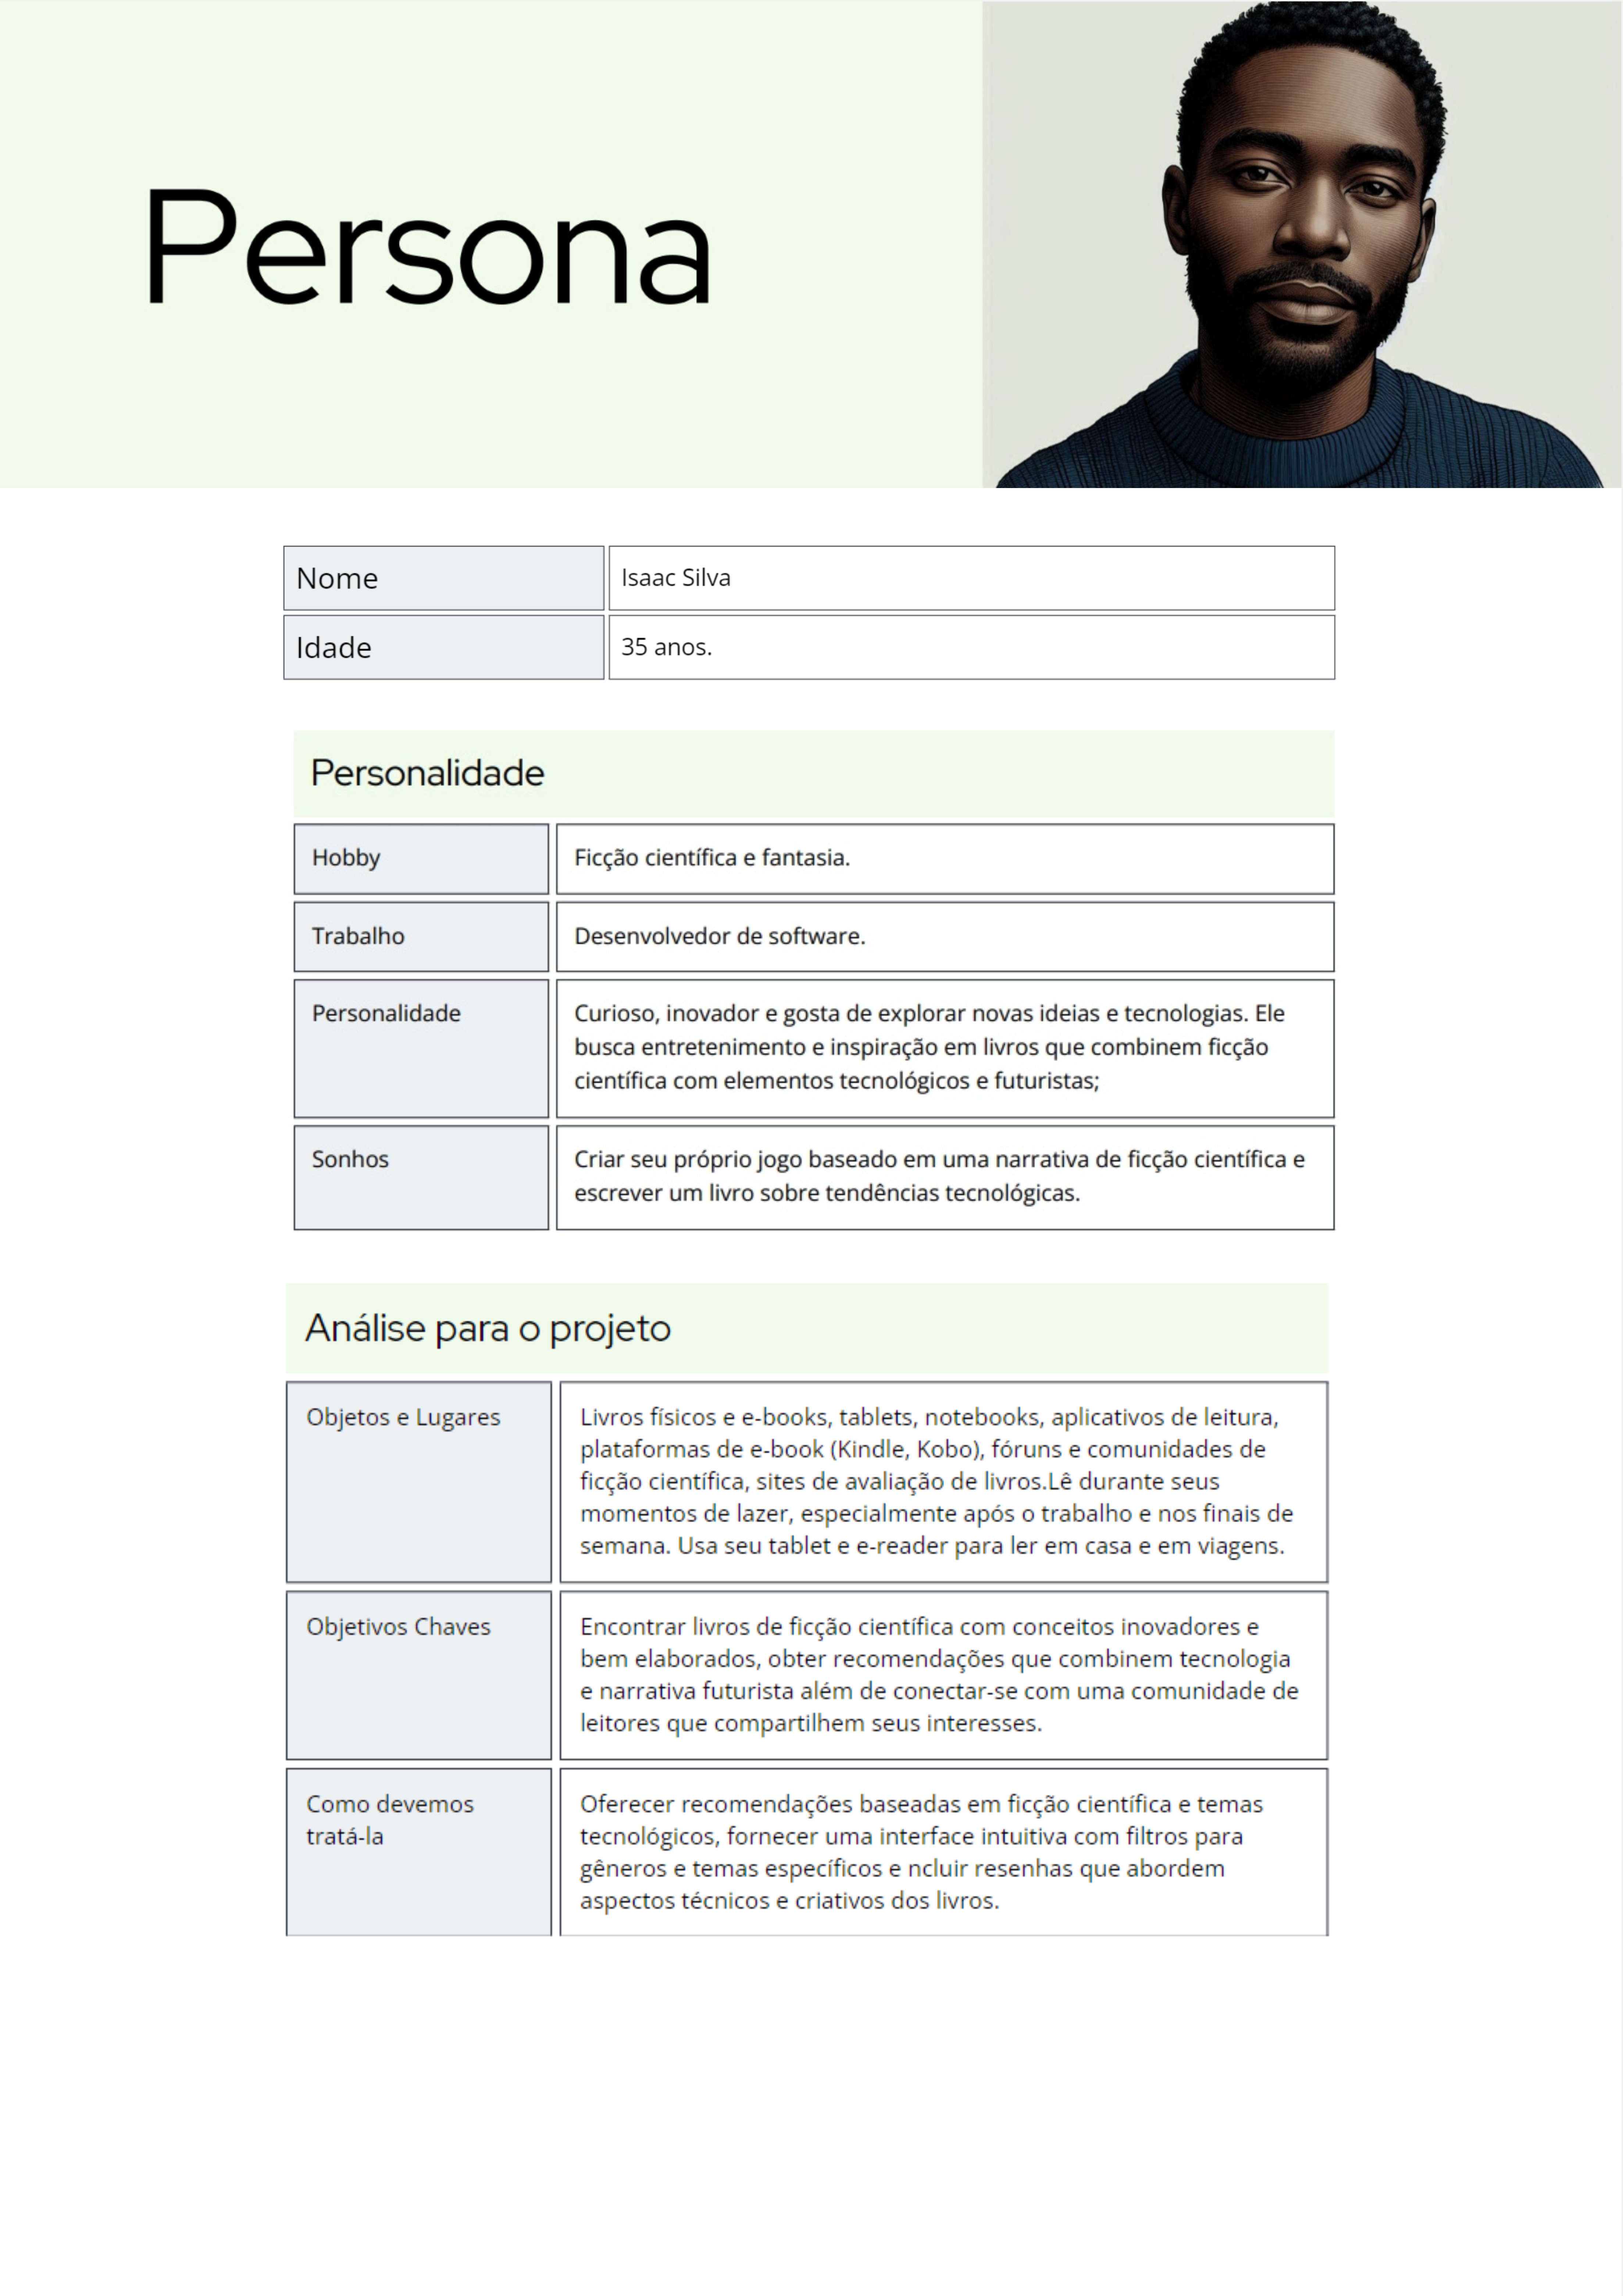 Persona
Nome
Isaac Silva
Idade
35 anos.
Personalidade
Hobby
Ficção científica e fantasia.
Trabalho
Desenvolvedor de software.
Personalidade
Curioso, inovador e gosta de explorar novas ideias e tecnologias. Ele
busca entretenimento e inspiração em livros que combinem ficção
científica com elementos tecnológicos e futuristas;
Sonhos
Criar seu próprio jogo baseado em uma narrativa de ficção científica e
escrever um livro sobre tendências tecnológicas.
Análise para o projeto
Objetos e Lugares
Livros físicos e e-books, tablets, notebooks, aplicativos de leitura,
plataformas de e-book (Kindle, Kobo), fóruns e comunidades de
ficção científica, sites de avaliação de livros.Lê durante seus
momentos de lazer, especialmente após o trabalho e nos finais de
semana. Usa seu tablet e e-reader para ler em casa e em viagens.
Objetivos Chaves
Encontrar livros de ficção científica com conceitos inovadores e
bem elaborados, obter recomendações que combinem tecnologia
e narrativa futurista além de conectar-se com uma comunidade de
leitores que compartilhem seus interesses.
Como devemos
tratá-la
Oferecer recomendações baseadas em ficção científica e temas
tecnológicos, fornecer uma interface intuitiva com filtros para
gêneros e temas específicos e ncluir resenhas que abordem
aspectos técnicos e criativos dos livros.